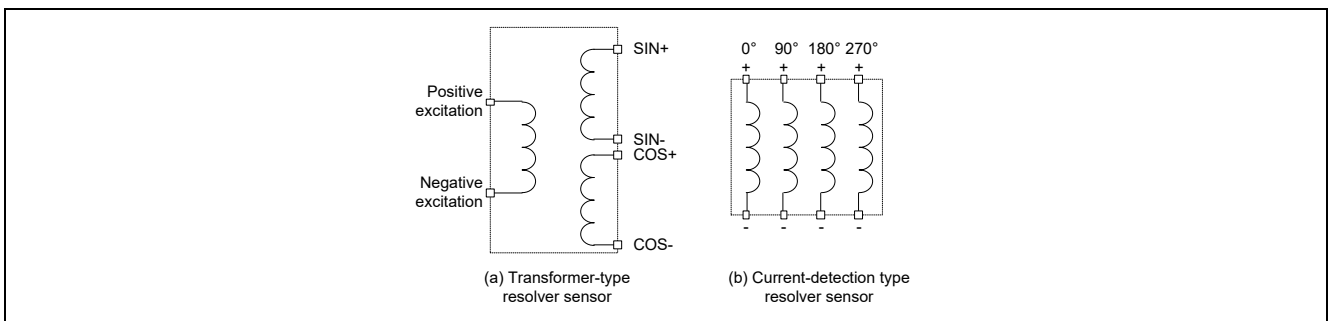 SIN+
0° 90° 180° 270°
+ + + +
Positive
excitation
SIN-
COS+
Negative
excitation
- - - -
COS-
(a) Transformer-type
resolver sensor
(b) Current-detection type
resolver sensor